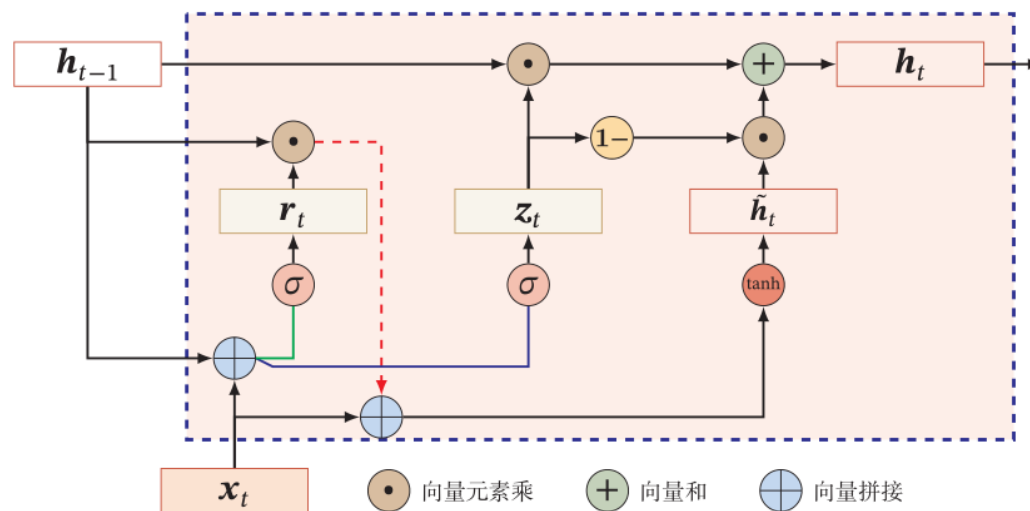 h_{t−1} h_t
1−
r_t z_t h̃_t
σ σ tanh
x_t 向量元素乘 向量和 向量拼接